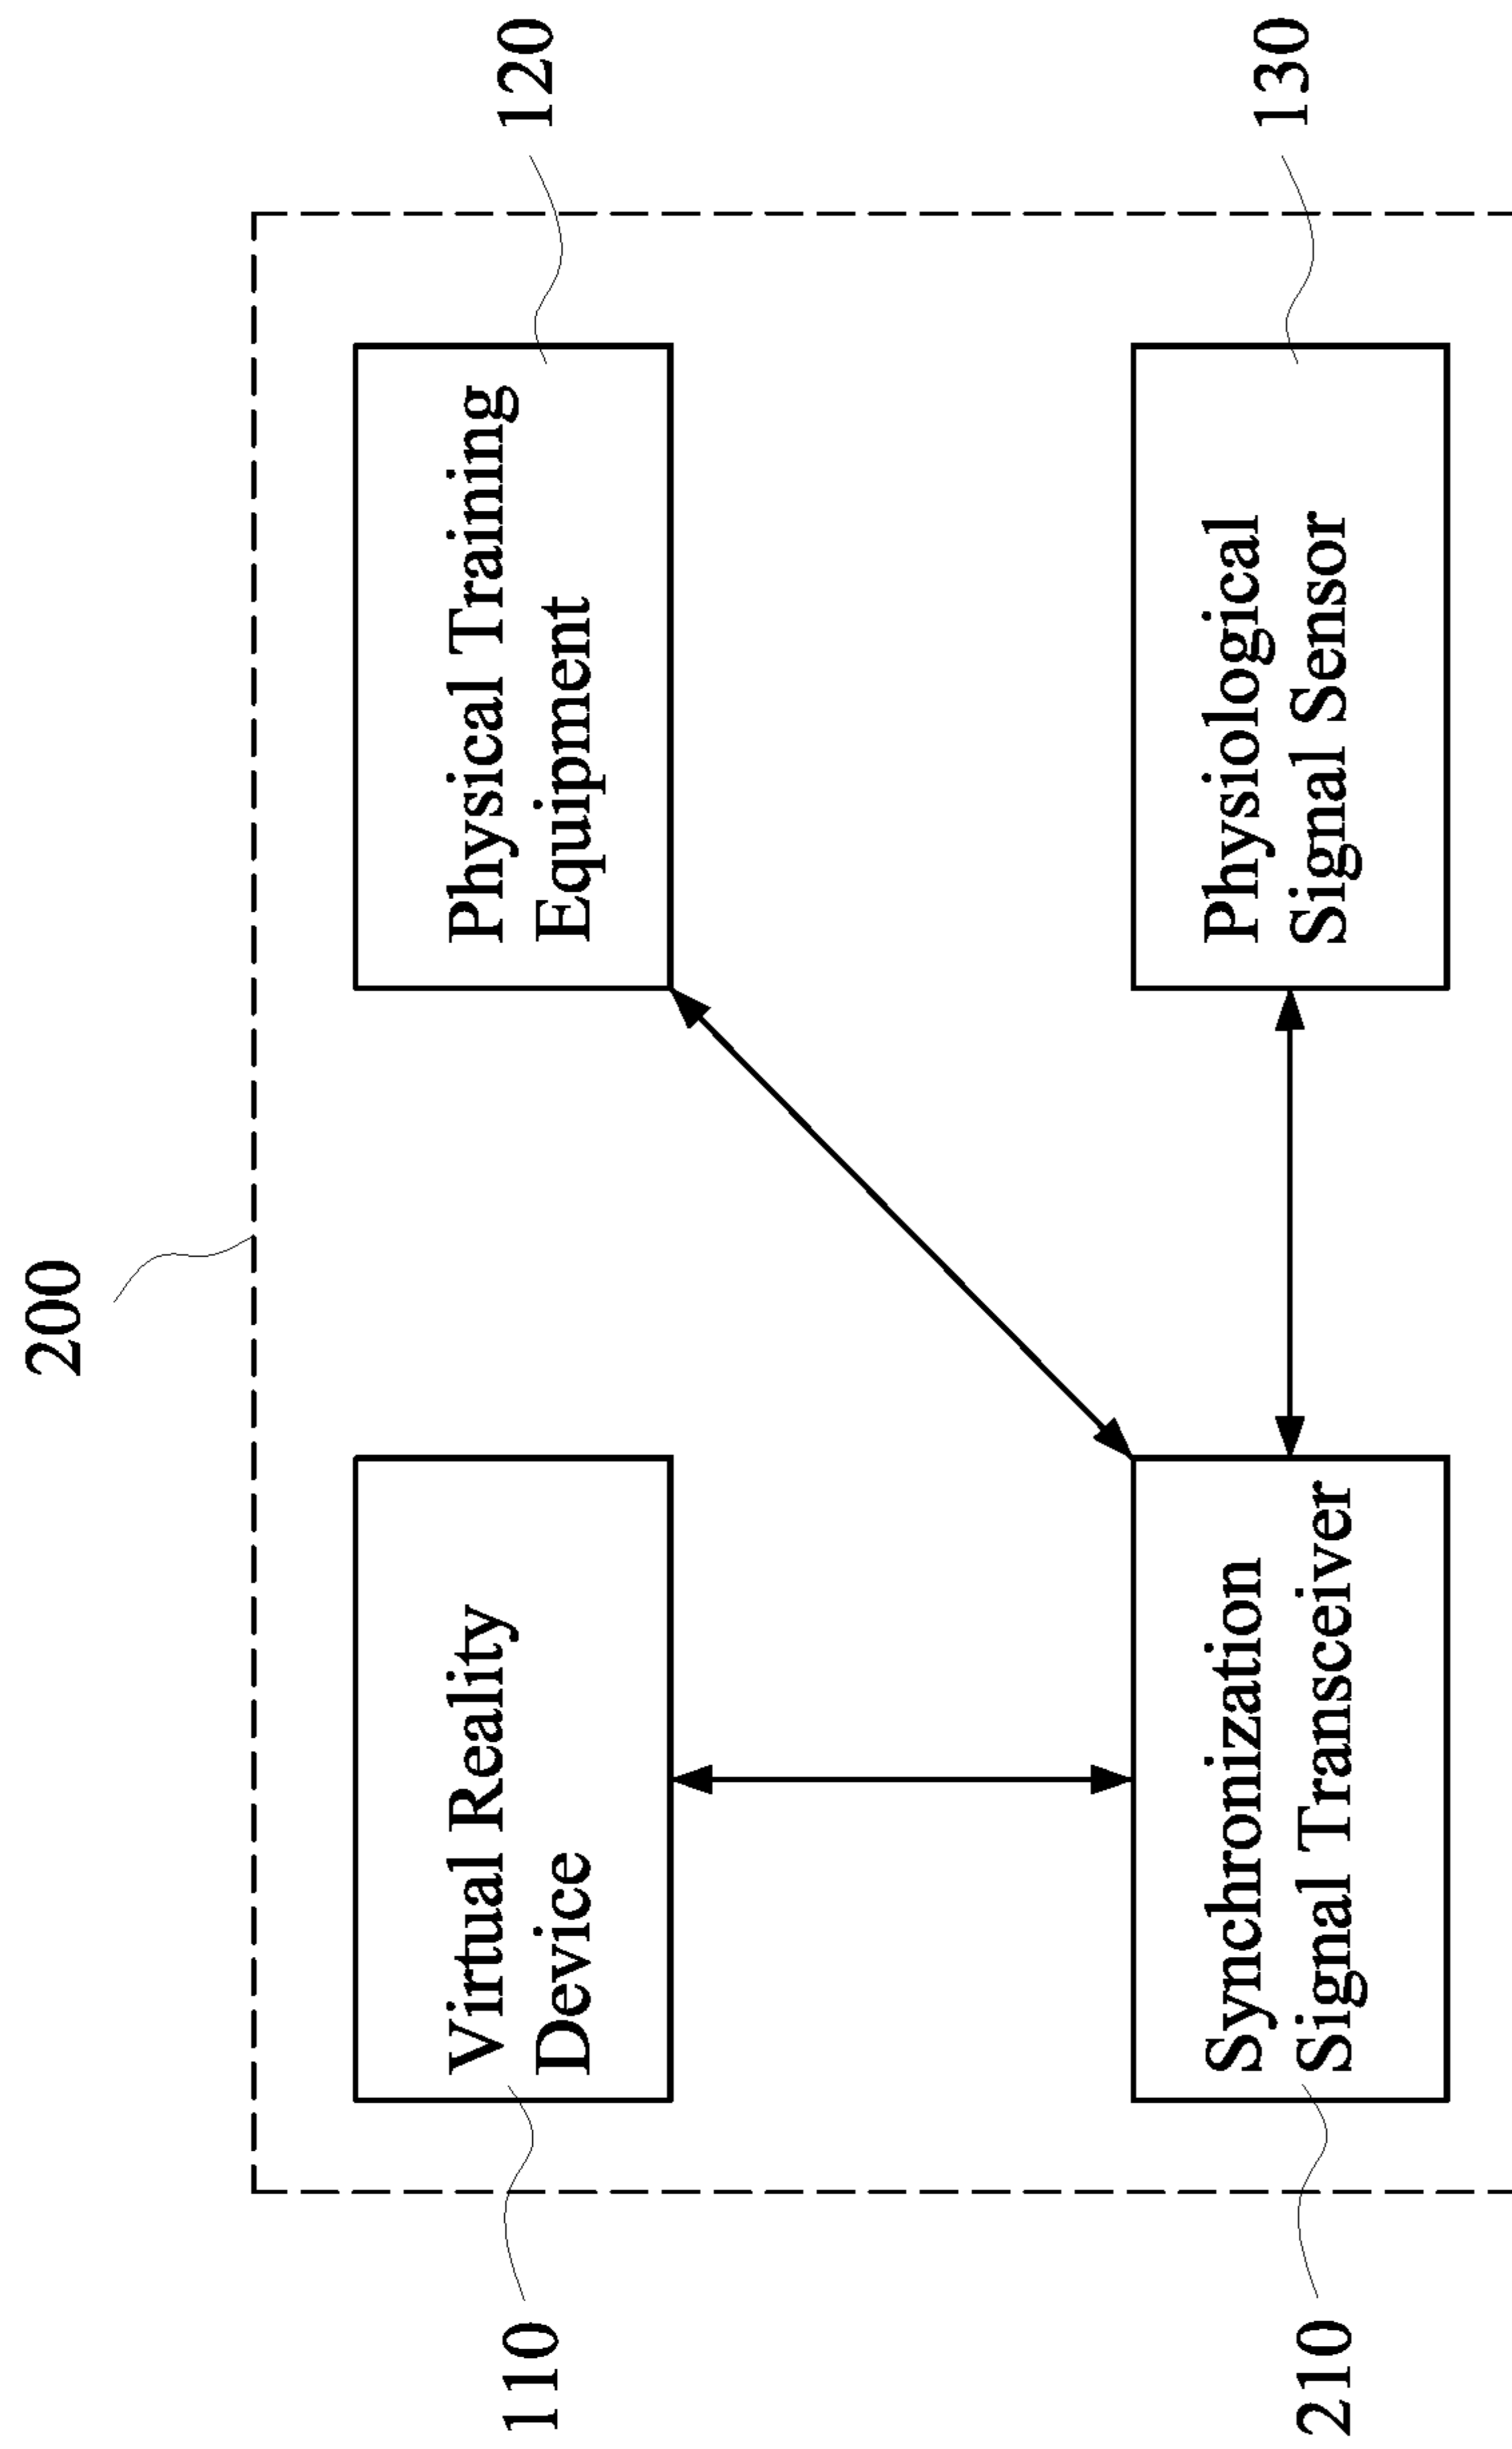 200
110
Virtual Reality
Device
Physical Training
Equipment
120
210
Synchronization
Signal Transceiver
Physiological
Signal Sensor
130